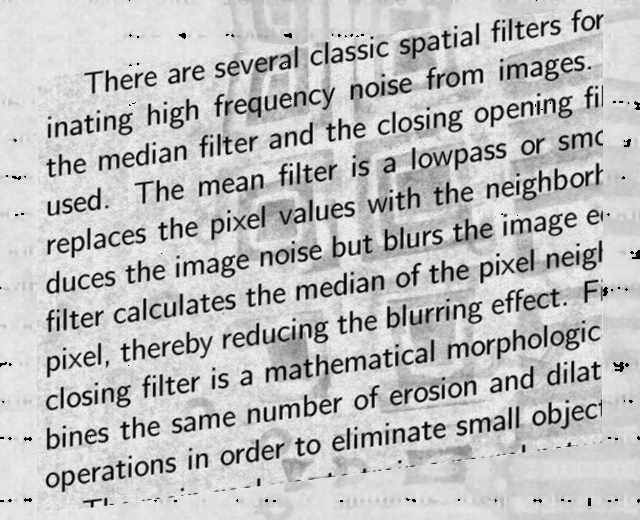 There are several classic spatial filters for
inating high frequency noise from images.
the median filter and the closing opening fil
used. The mean filter is a lowpass or smo
replaces the pixel values with the neighborh
duces the image noise but blurs the image e
filter calculates the median of the pixel neigh
pixel, thereby reducing the blurring effect. Fi
closing filter is a mathematical morphologic
bines the same number of erosion and dilat
operations in order to eliminate small object